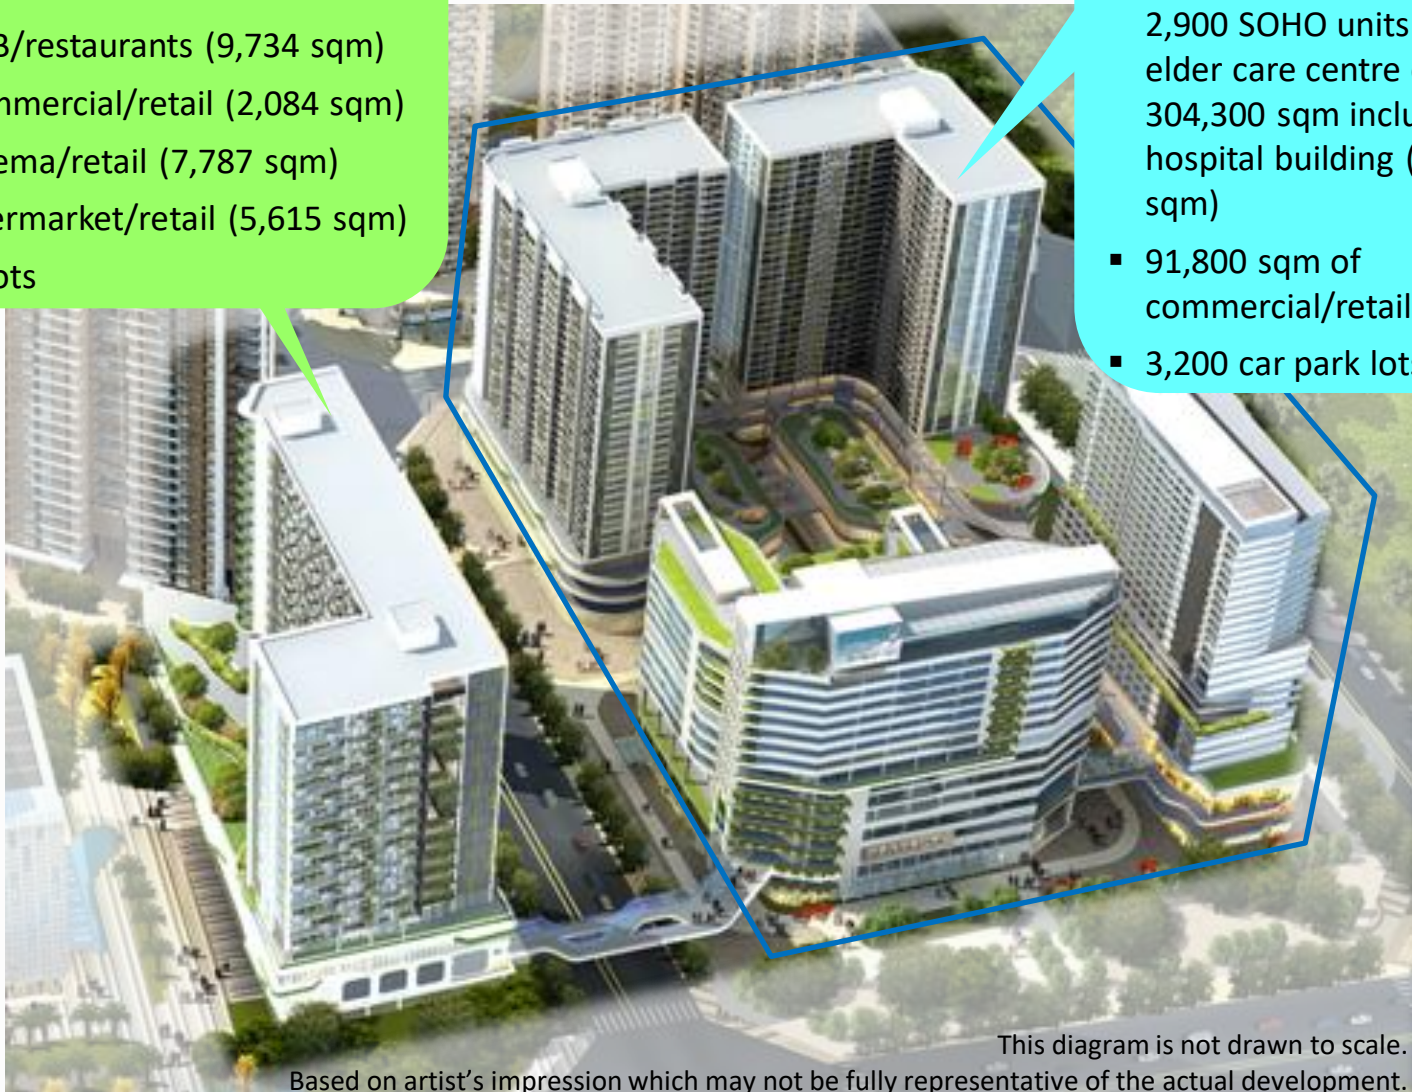 /restaurants (9,734 sqm)
mmercial/retail (2,084 sqm)
ema/retail (7,787 sqm)
ermarket/retail (5,615 sqm)
ots
2,900 SOHO units
elder care centre
304,300 sqm inclu
hospital building (
sqm)
▪ 91,800 sqm of
commercial/retail
▪ 3,200 car park lots
This diagram is not drawn to scale.
Based on artist's impression which may not be fully representative of the actual development.